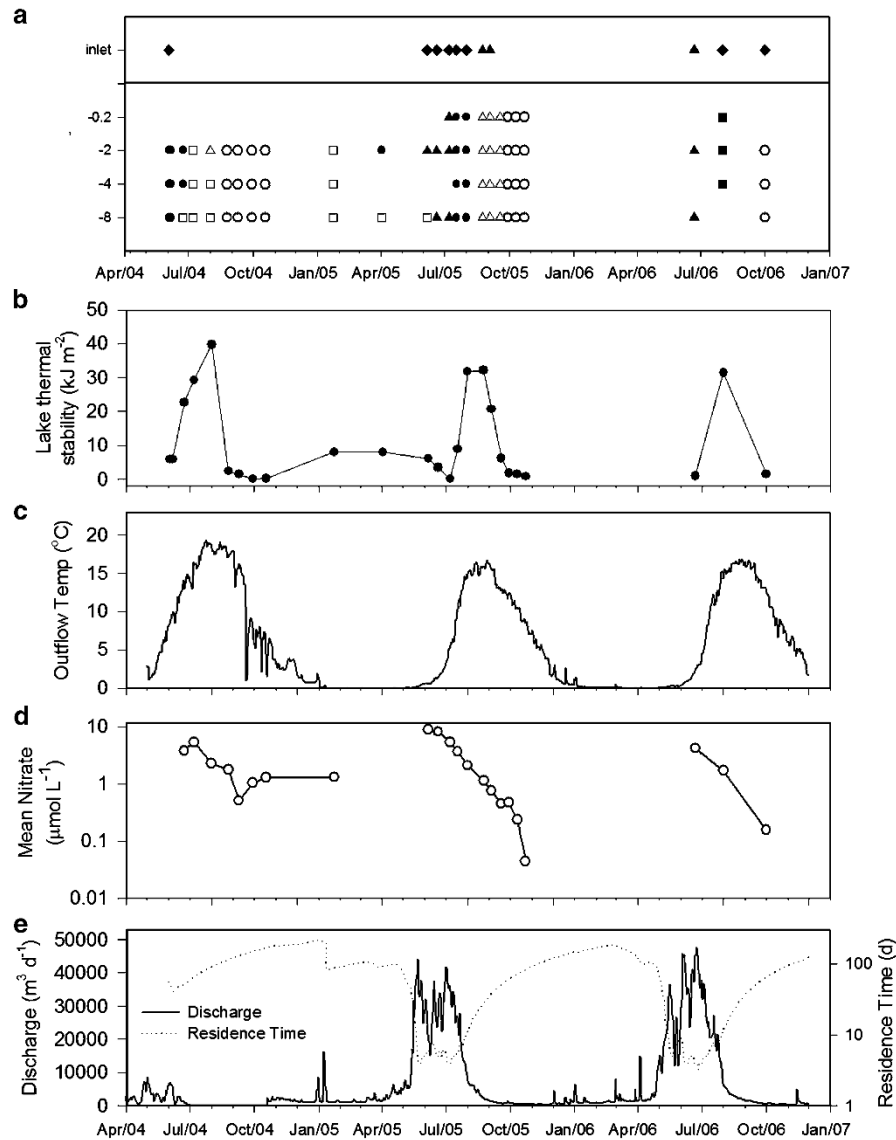 a
inlet
-0.2
-2
-4
-8
Apr/04 Jul/04 Oct/04 Jan/05 Apr/05 Jul/05 Oct/05 Jan/06 Apr/06 Jul/06 Oct/06 Jan/07
b
Lake thermal
stability (kJ m⁻²)
50
40
30
20
10
0
c
Outflow Temp (°C)
20
15
10
5
0
d
Mean Nitrate
(μmol L⁻¹)
10
1
0.1
0.01
e
Discharge (m³ d⁻¹)
50000
40000
30000
20000
10000
0
Discharge
Residence Time
100
10
1
Residence Time (d)
Apr/04 Jul/04 Oct/04 Jan/05 Apr/05 Jul/05 Oct/05 Jan/06 Apr/06 Jul/06 Oct/06 Jan/07